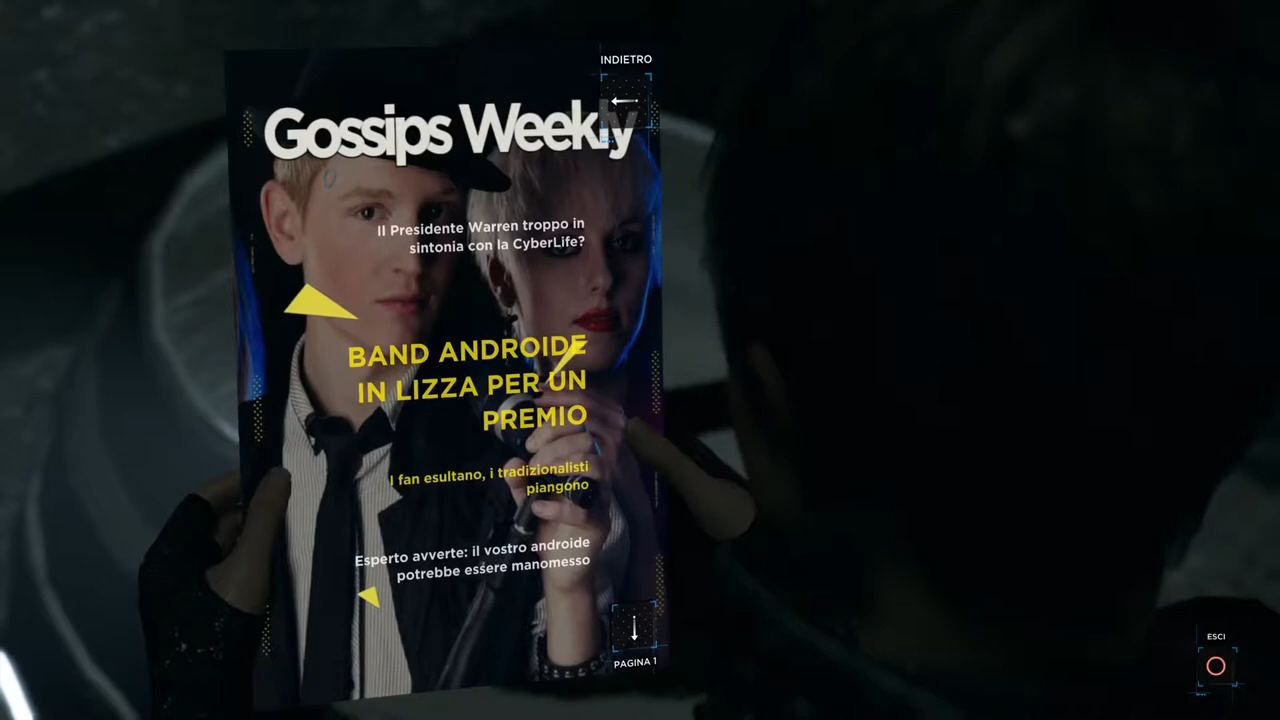 INDIETRO
Gossips Weekly
Il Presidente Warren troppo in
sintonia con la CyberLife?
BAND ANDROIDE
IN LIZZA PER UN
PREMIO
I fan esultano, i tradizionalisti
piangono
Esperto avverte: il vostro androide
potrebbe essere manomesso
PAGINA 1
ESCI